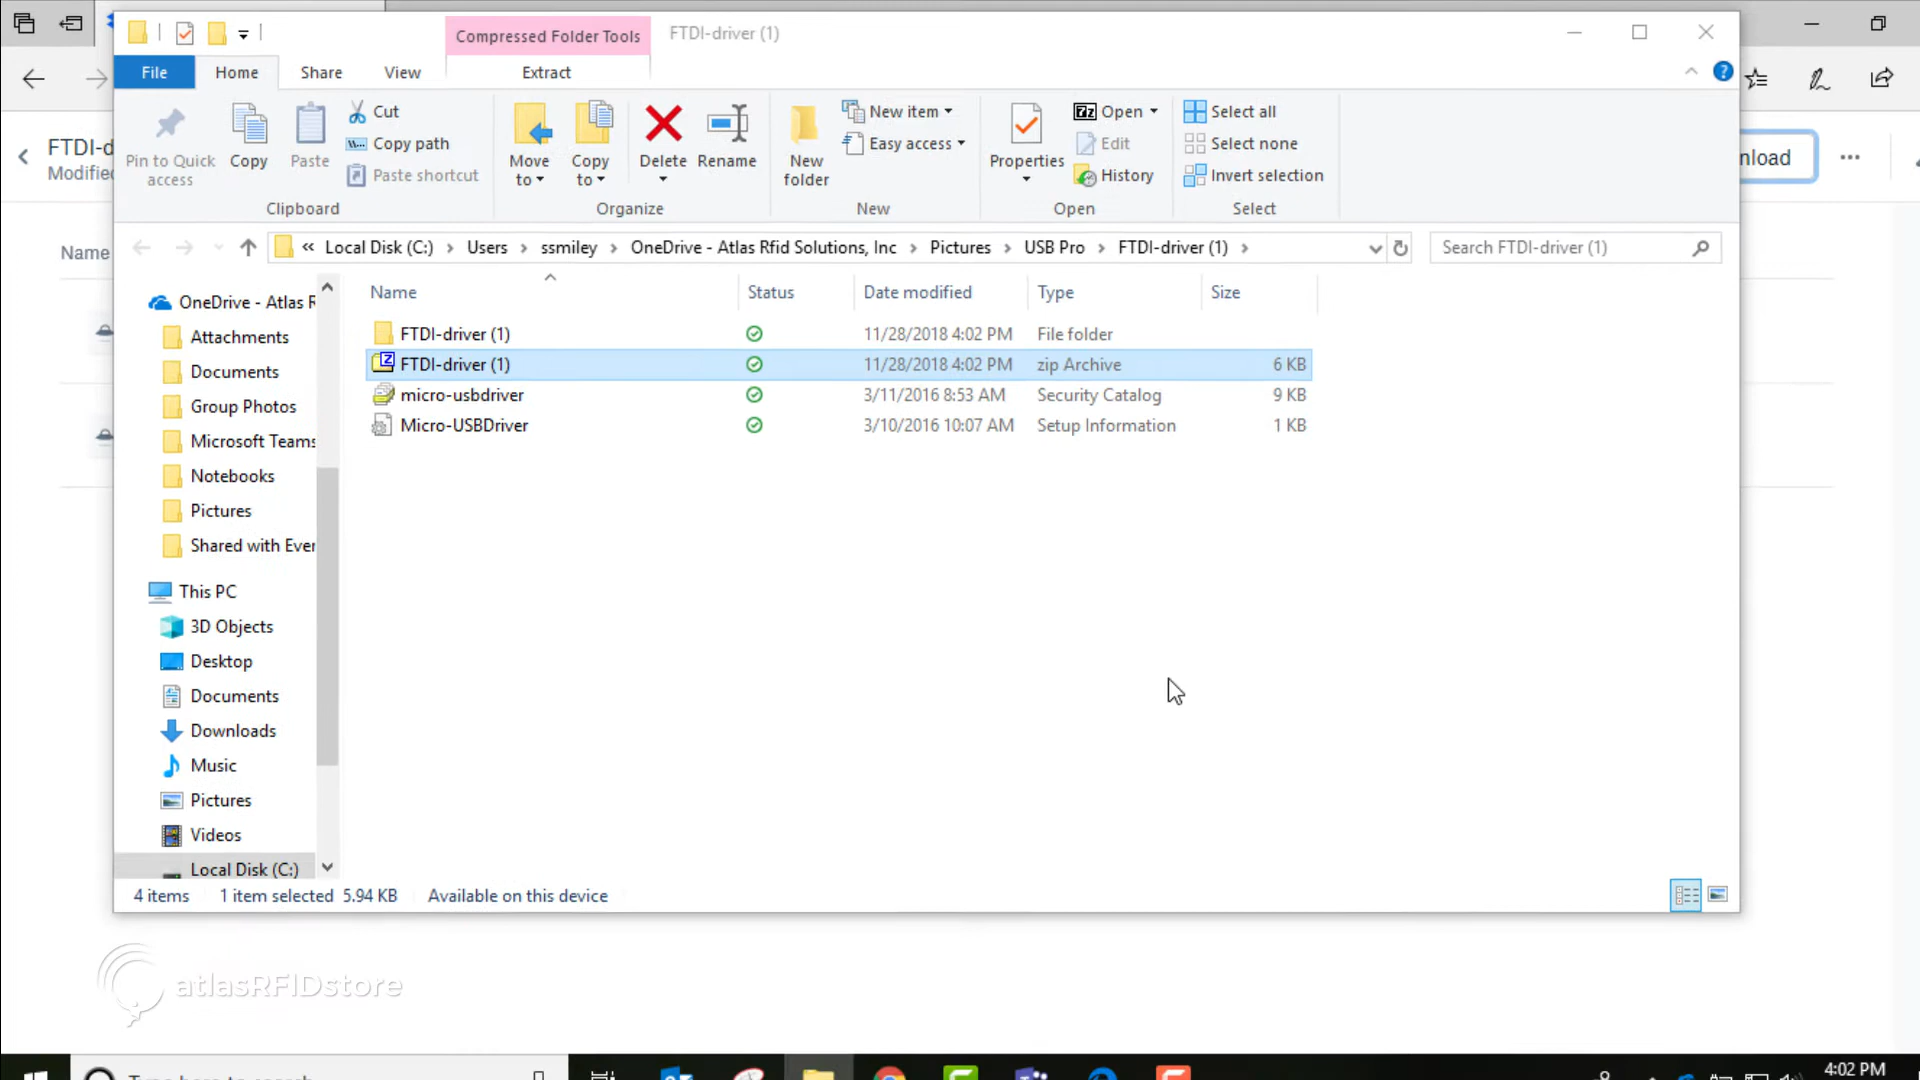 Compressed Folder Tools
FTDI-driver (1)
File
Home
Share
View
Extract
Pin to Quick access
Copy
Paste
Cut
Copy path
Paste shortcut
Clipboard
Move to
Copy to
Delete
Rename
Organize
New folder
New item
Easy access
New
Properties
Open
Edit
History
Open
Select all
Select none
Invert selection
Select
FTDI-d
Modified
nload
« Local Disk (C:) > Users > ssmiley > OneDrive - Atlas Rfid Solutions, Inc > Pictures > USB Pro > FTDI-driver (1) >
Search FTDI-driver (1)
Name
Name Status Date modified Type Size
FTDI-driver (1) 11/28/2018 4:02 PM File folder
FTDI-driver (1) 11/28/2018 4:02 PM zip Archive 6 KB
micro-usbdriver 3/11/2016 8:53 AM Security Catalog 9 KB
Micro-USBDriver 3/10/2016 10:07 AM Setup Information 1 KB
OneDrive - Atlas R
Attachments
Documents
Group Photos
Microsoft Teams
Notebooks
Pictures
Shared with Ever
This PC
3D Objects
Desktop
Documents
Downloads
Music
Pictures
Videos
Local Disk (C:)
4 items 1 item selected 5.94 KB Available on this device
atlasRFIDstore
Type here to search
4:02 PM